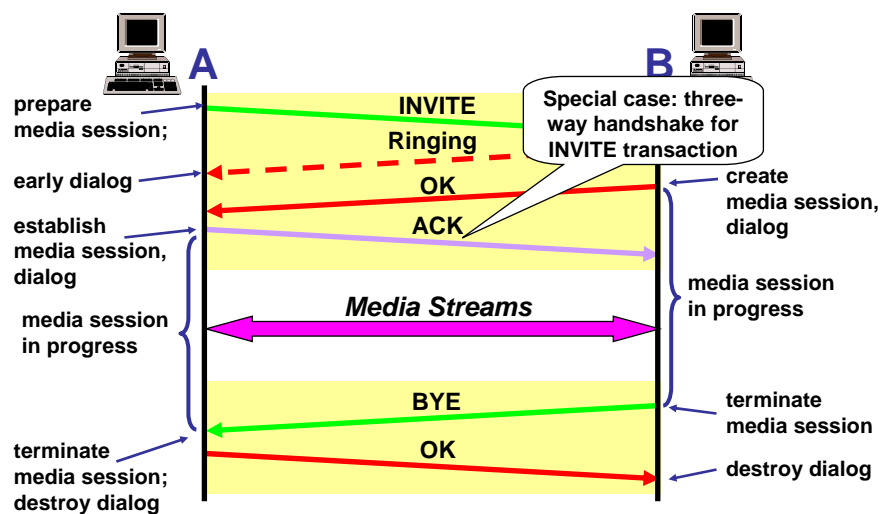 A
B
prepare
media session;
INVITE
Special case: three-
way handshake for
INVITE transaction
Ringing
early dialog
OK
create
media session,
dialog
establish
media session,
dialog
ACK
media session
in progress
media session
in progress
Media Streams
BYE
terminate
media session
terminate
media session;
destroy dialog
OK
destroy dialog